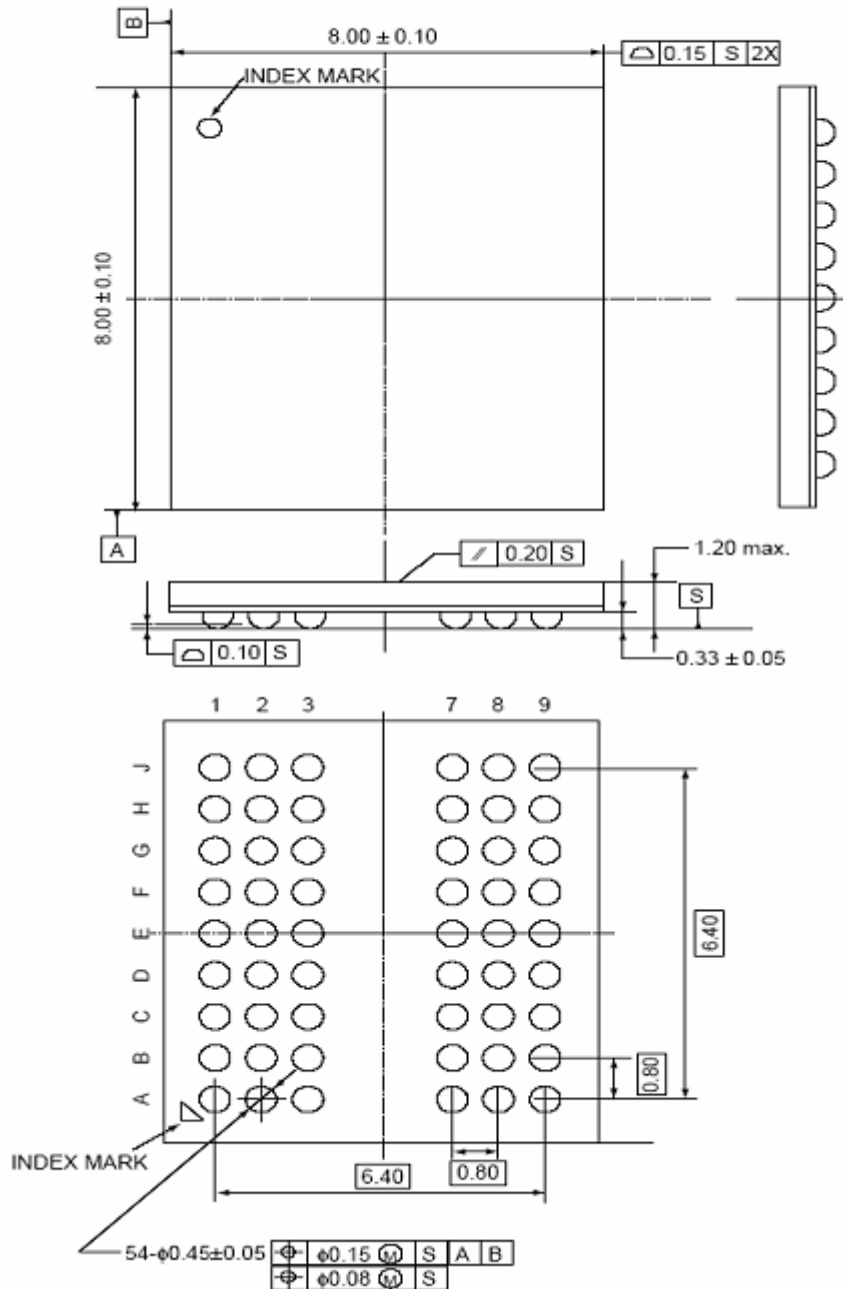 B
8.00 ± 0.10
⌓ 0.15 S 2X
INDEX MARK
8.00 ± 0.10
A
⫽ 0.20 S
1.20 max.
S
⌓ 0.10 S
0.33 ± 0.05
1 2 3 7 8 9
J
H
G
F
E
D
C
B
A
6.40
0.80
INDEX MARK
6.40
0.80
54-ϕ0.45±0.05 ⌖ ϕ0.15 Ⓜ S A B
⌖ ϕ0.08 Ⓜ S